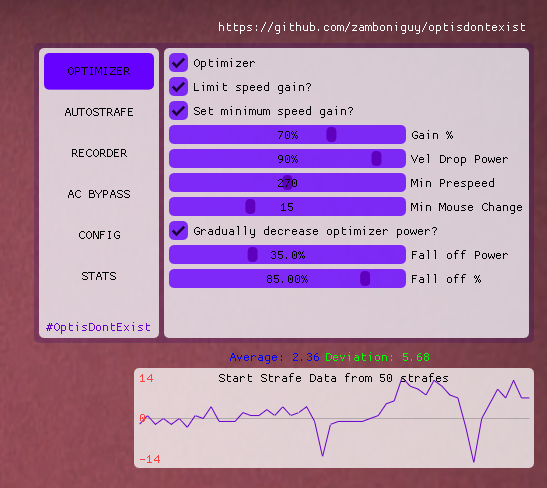 https://github.com/zamboniguy/optisdontexist
OPTIMIZER
AUTOSTRAFE
RECORDER
AC BYPASS
CONFIG
STATS
#OptisDontExist
Optimizer
Limit speed gain?
Set minimum speed gain?
70% Gain %
90% Vel Drop Power
270 Min Prespeed
15 Min Mouse Change
Gradually decrease optimizer power?
35.0% Fall off Power
85.00% Fall off %
Average: 2.36 Deviation: 5.68
14 Start Strafe Data from 50 strafes
0
-14